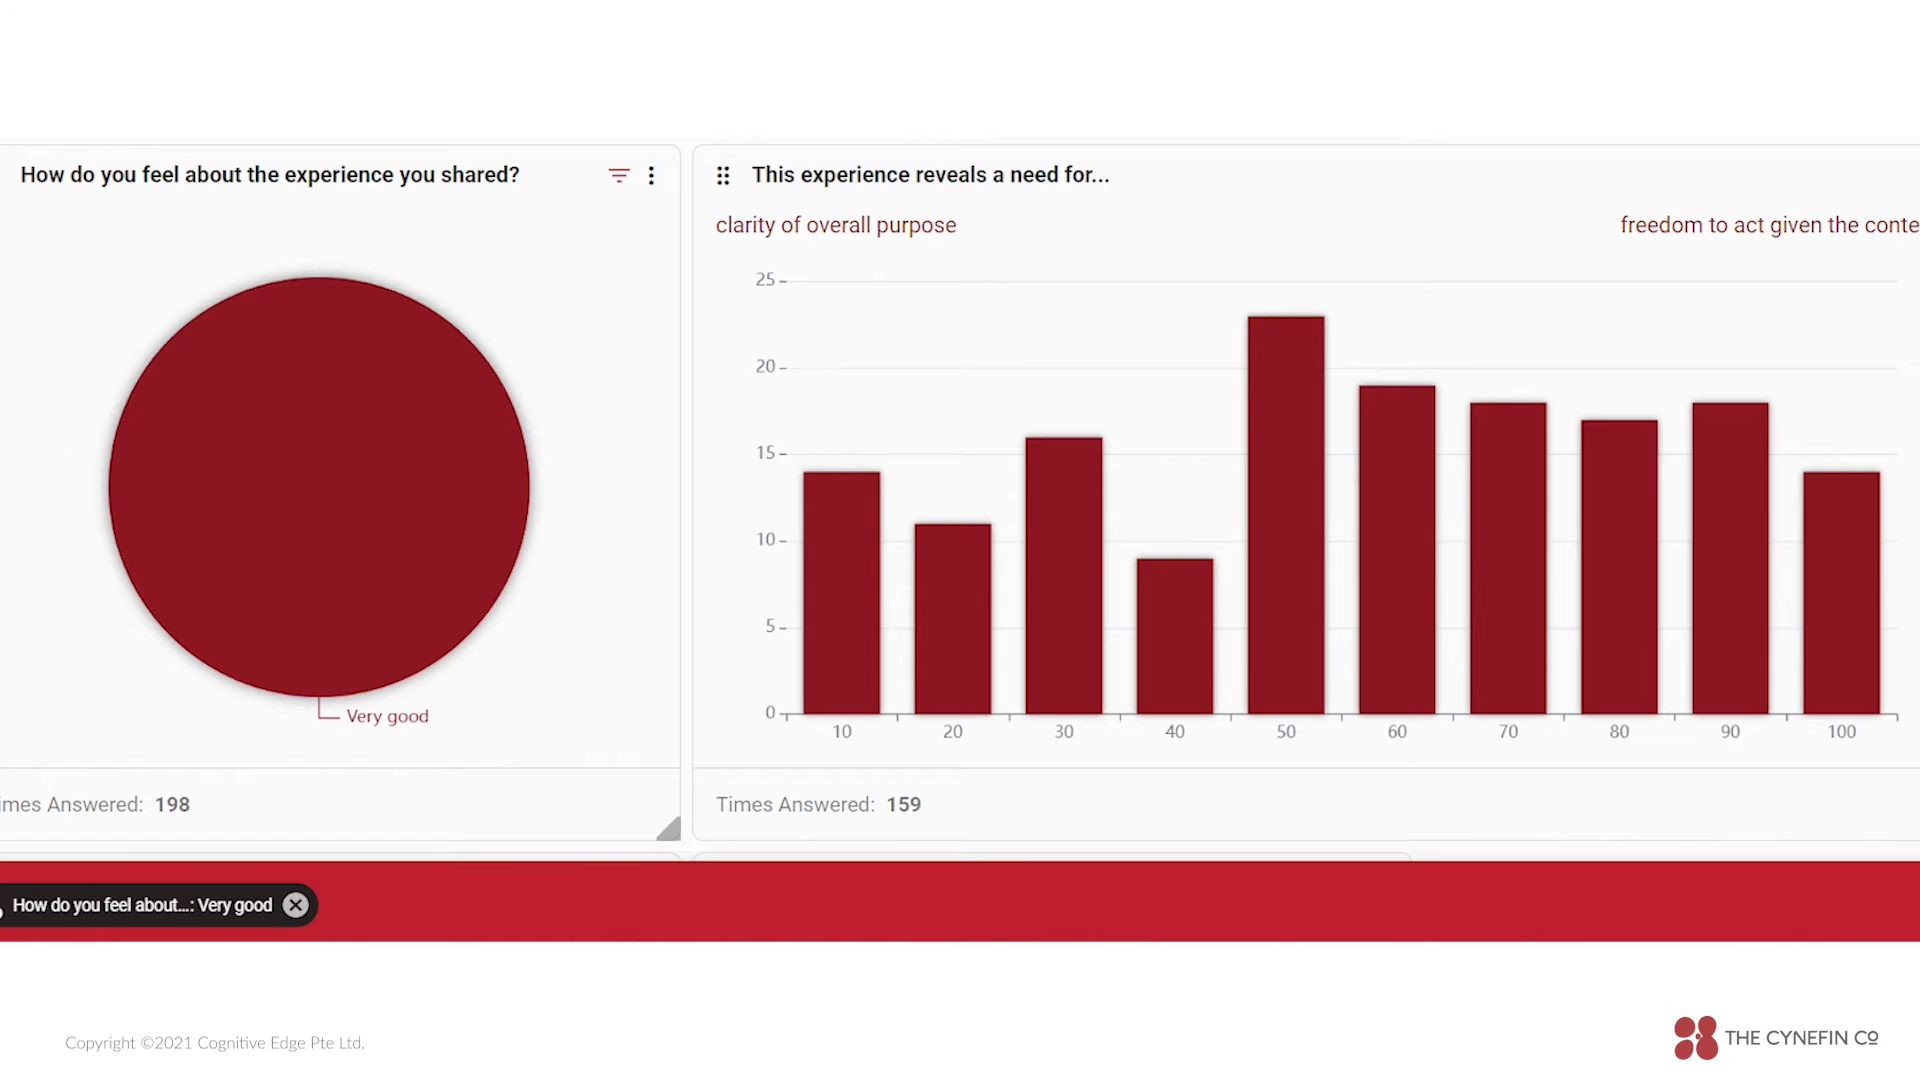 How do you feel about the experience you shared?
Very good
imes Answered: 198
This experience reveals a need for...
clarity of overall purpose
freedom to act given the conte
25
20
15
10
5
0
10 20 30 40 50 60 70 80 90 100
Times Answered: 159
How do you feel about...: Very good
Copyright ©2021 Cognitive Edge Pte Ltd.
THE CYNEFIN CO